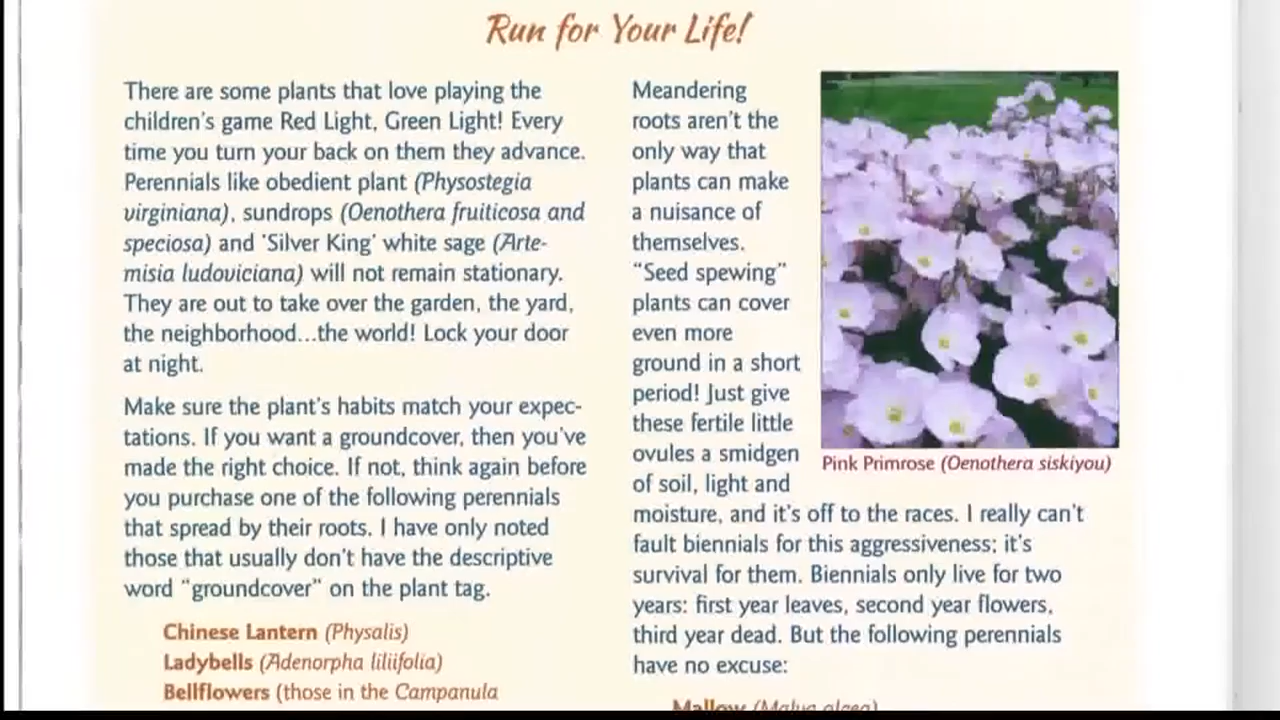 Run for Your Life!
There are some plants that love playing the
children's game Red Light, Green Light! Every
time you turn your back on them they advance.
Perennials like obedient plant (Physostegia
virginiana), sundrops (Oenothera fruiticosa and
speciosa) and 'Silver King' white sage (Arte-
misia ludoviciana) will not remain stationary.
They are out to take over the garden, the yard,
the neighborhood...the world! Lock your door
at night.
Make sure the plant's habits match your expec-
tations. If you want a groundcover, then you've
made the right choice. If not, think again before
you purchase one of the following perennials
that spread by their roots. I have only noted
those that usually don't have the descriptive
word "groundcover" on the plant tag.
Chinese Lantern (Physalis)
Ladybells (Adenorpha liliifolia)
Bellflowers (those in the Campanula
Meandering
roots aren't the
only way that
plants can make
a nuisance of
themselves.
"Seed spewing"
plants can cover
even more
ground in a short
period! Just give
these fertile little
ovules a smidgen
of soil, light and
moisture, and it's off to the races. I really can't
fault biennials for this aggressiveness; it's
survival for them. Biennials only live for two
years: first year leaves, second year flowers,
third year dead. But the following perennials
have no excuse:
Mallow (Malva alcea)
Pink Primrose (Oenothera siskiyou)